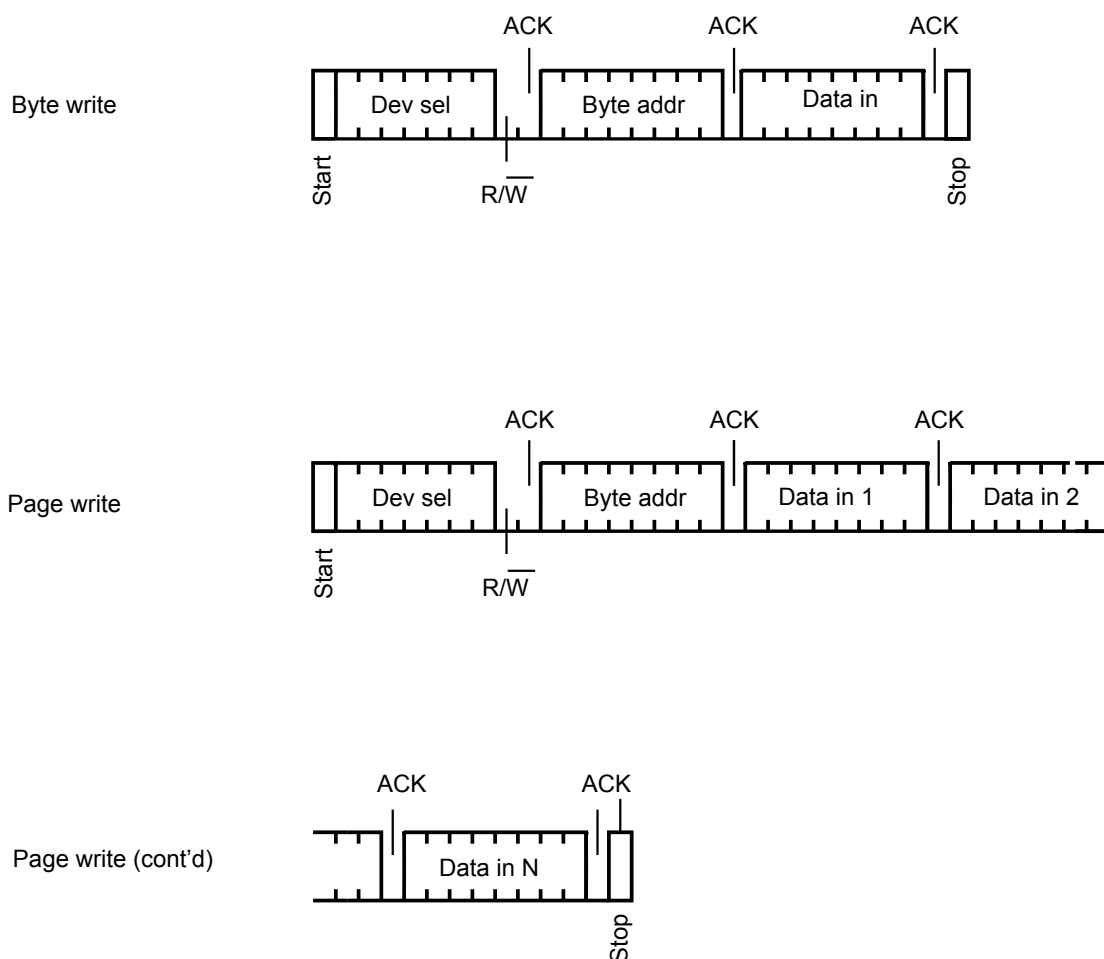 ACK ACK ACK
Byte write
Dev sel Byte addr Data in
Start
R/W̅
Stop
ACK ACK ACK
Page write
Dev sel Byte addr Data in 1 Data in 2
Start
R/W̅
ACK ACK
Page write (cont’d)
Data in N
Stop